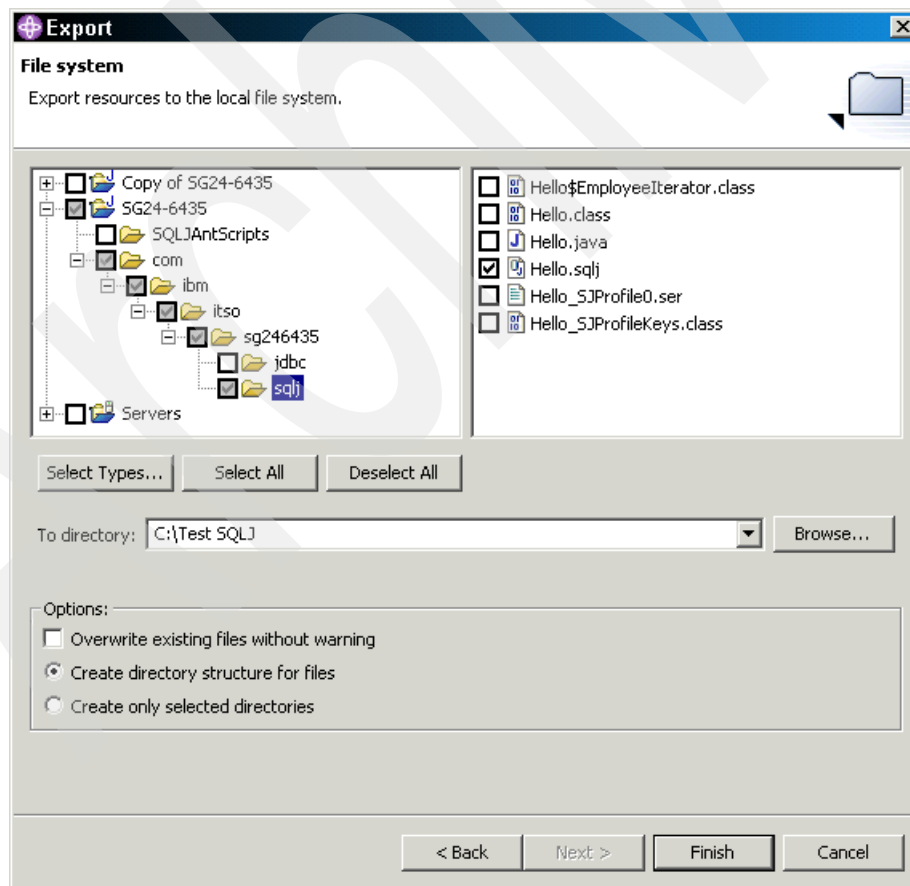 Export
File system
Export resources to the local file system.
Copy of SG24-6435
SG24-6435
SQLJAntScripts
com
ibm
itso
sg246435
jdbc
sqlj
Servers
Hello$EmployeeIterator.class
Hello.class
Hello.java
Hello.sqlj
Hello_SJProfile0.ser
Hello_SJProfileKeys.class
Select Types...
Select All
Deselect All
To directory: C:\Test SQLJ
Browse...
Options:
Overwrite existing files without warning
Create directory structure for files
Create only selected directories
< Back
Next >
Finish
Cancel